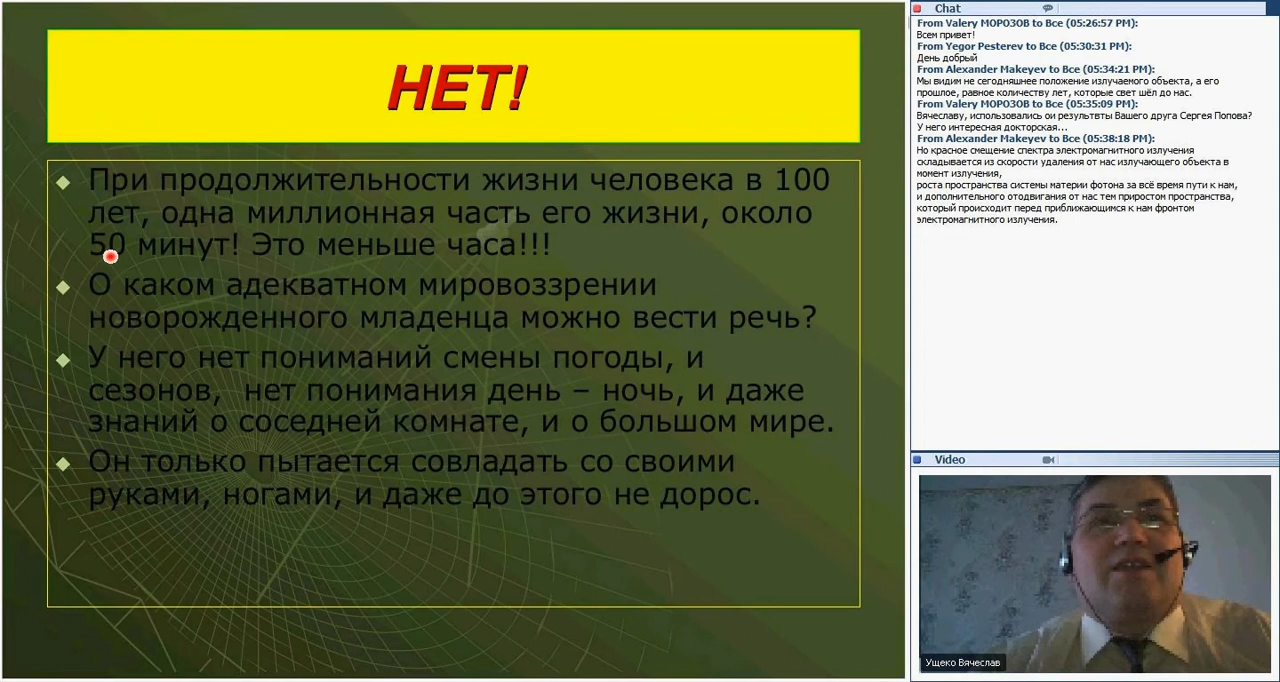 НЕТ!
При продолжительности жизни человека в 100
лет, одна миллионная часть его жизни, около
50 минут! Это меньше часа!!!
О каком адекватном мировоззрении
новорожденного младенца можно вести речь?
У него нет пониманий смены погоды, и
сезонов, нет понимания день – ночь, и даже
знаний о соседней комнате, и о большом мире.
Он только пытается совладать со своими
руками, ногами, и даже до этого не дорос.
Chat
From Valery МОРОЗОВ to Все (05:26:57 PM):
Всем привет!
From Yegor Pesterev to Все (05:30:31 PM):
День добрый
From Alexander Makeyev to Все (05:34:21 PM):
Мы видим не сегодняшнее положение излучаемого объекта, а его
прошлое, равное количеству лет, которые свет шёл до нас.
From Valery МОРОЗОВ to Все (05:35:09 PM):
Вячеславу, использовались ои результвты Вашего друга Сергея Попова?
У него интересная докторская...
From Alexander Makeyev to Все (05:38:18 PM):
Но красное смещение спектра электромагнитного излучения
складывается из скорости удаления от нас излучающего объекта в
момент излучения,
роста пространства системы материи фотона за всё время пути к нам,
и дополнительного отодвигания от нас тем приростом пространства,
который происходит перед приближающимся к нам фронтом
электромагнитного излучения.
Video
Ущеко Вячеслав